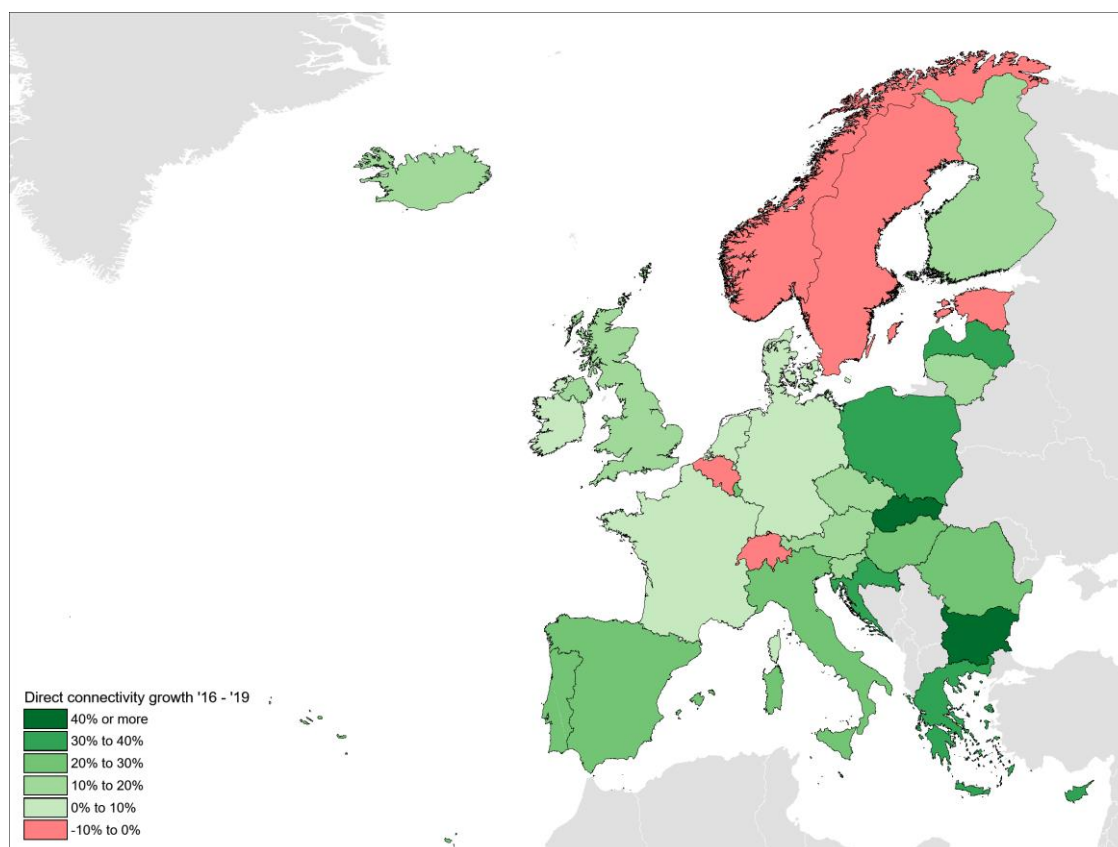 Direct connectivity growth '16 - '19
40% or more
30% to 40%
20% to 30%
10% to 20%
0% to 10%
-10% to 0%